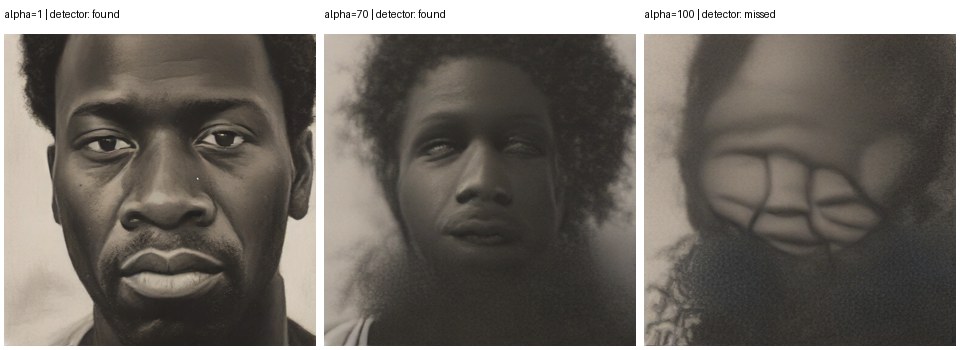 alpha=1 | detector: found
alpha=70 | detector: found
alpha=100 | detector: missed